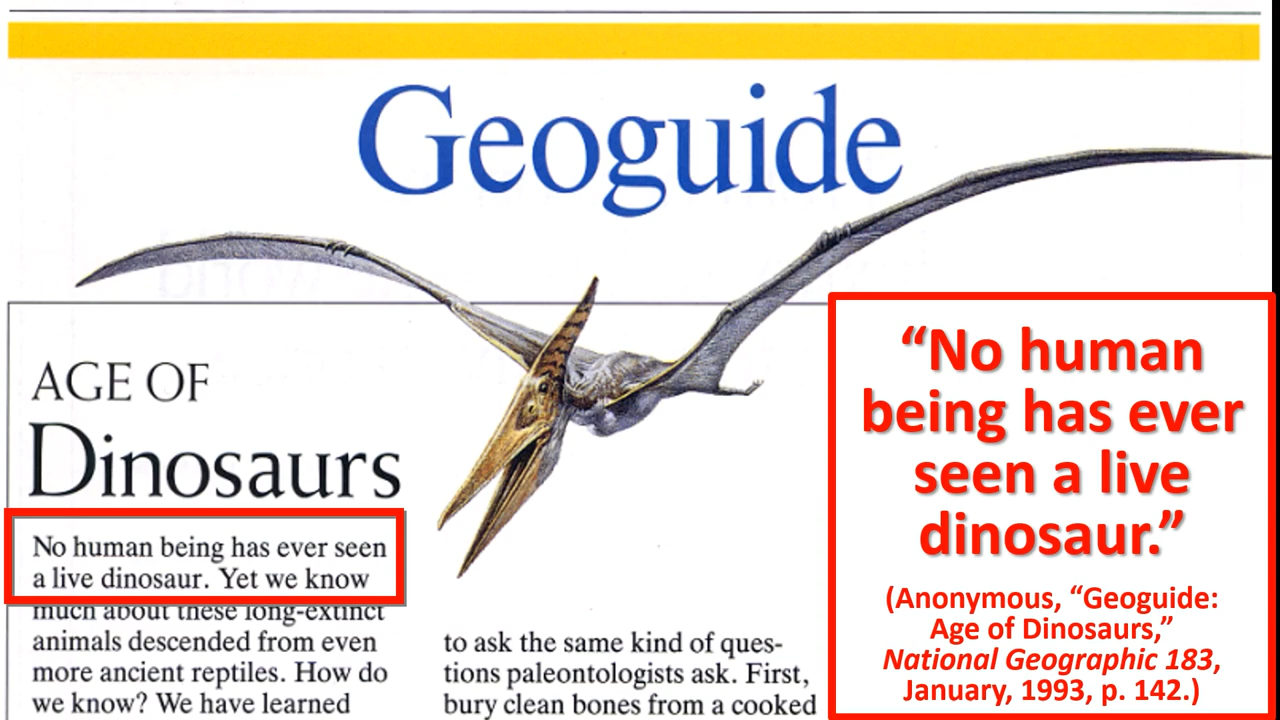 Geoguide
AGE OF
Dinosaurs
No human being has ever seen
a live dinosaur. Yet we know
much about these long-extinct
animals descended from even
more ancient reptiles. How do
we know? We have learned
to ask the same kind of ques-
tions paleontologists ask. First,
bury clean bones from a cooked
“No human
being has ever
seen a live
dinosaur.”
(Anonymous, “Geoguide:
Age of Dinosaurs,”
National Geographic 183,
January, 1993, p. 142.)